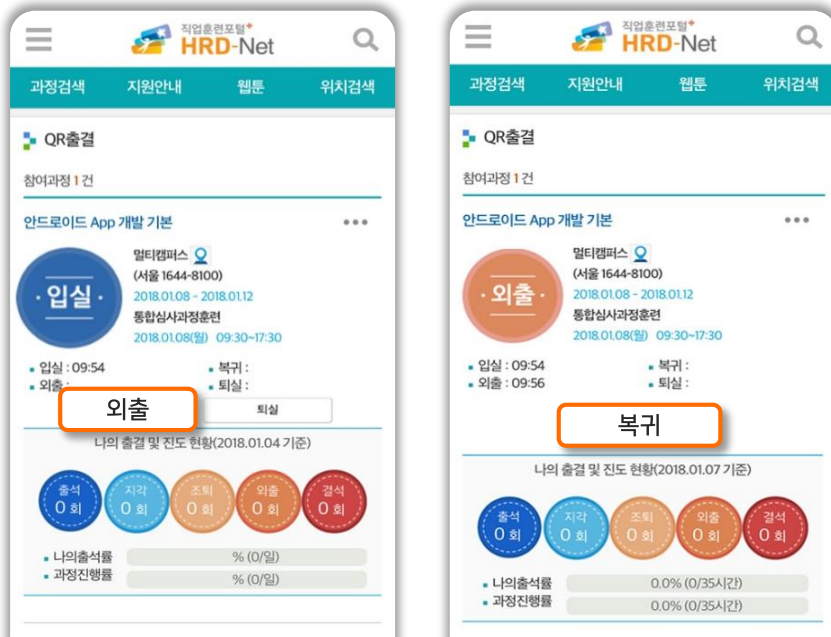 직업훈련포털+
HRD-Net
과정검색 지원안내 웹툰 위치검색
QR출결
참여과정 1 건
안드로이드 App 개발 기본
· 입실 ·
멀티캠퍼스
(서울 1644-8100)
2018.01.08 - 2018.01.12
통합심사과정훈련
2018.01.08(월) 09:30~17:30
입실 : 09:54 복귀 :
외출 : 퇴실 :
외출 퇴실
나의 출결 및 진도 현황(2018.01.04 기준)
출석 지각 조퇴 외출 결석
0 회 0 회 0 회 0 회 0 회
나의출석률 % (0/일)
과정진행률 % (0/일)
직업훈련포털+
HRD-Net
과정검색 지원안내 웹툰 위치검색
QR출결
참여과정 1 건
안드로이드 App 개발 기본
· 외출 ·
멀티캠퍼스
(서울 1644-8100)
2018.01.08 - 2018.01.12
통합심사과정훈련
2018.01.08(월) 09:30~17:30
입실 : 09:54 복귀 :
외출 : 09:56 퇴실 :
복귀
나의 출결 및 진도 현황(2018.01.07 기준)
출석 지각 조퇴 외출 결석
0 회 0 회 0 회 0 회 0 회
나의출석률 0.0% (0/35시간)
과정진행률 0.0% (0/35시간)